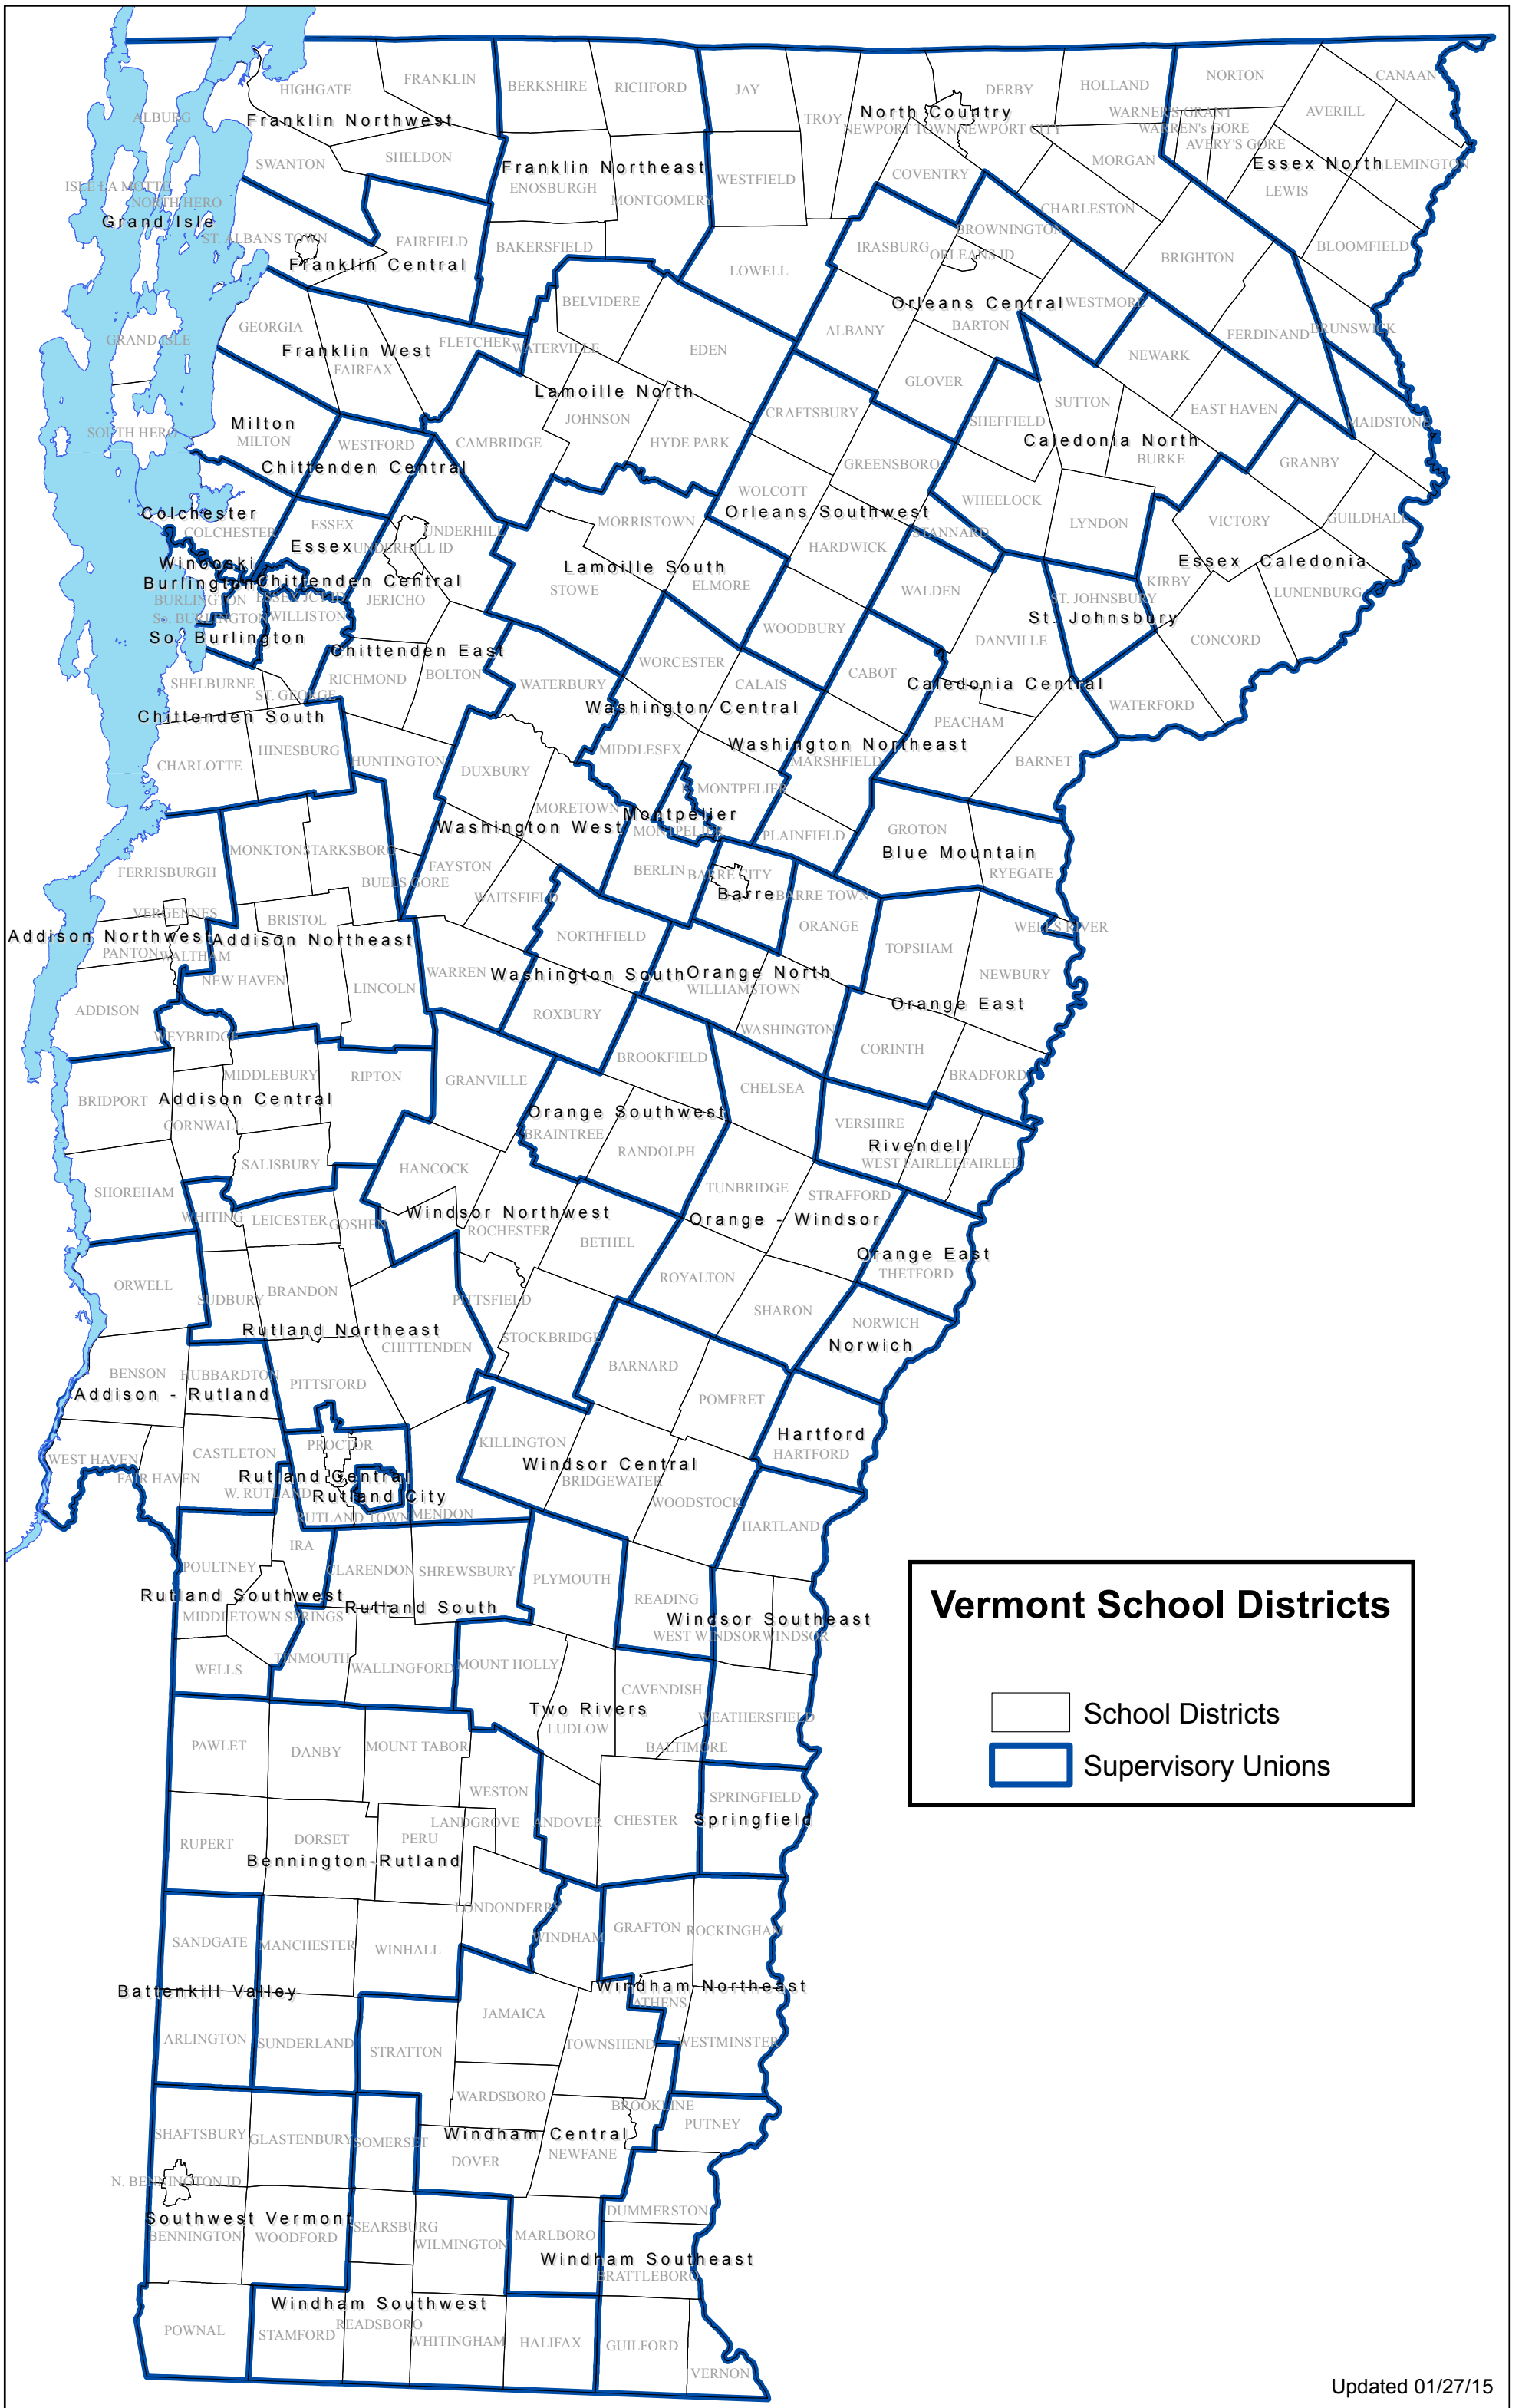 HIGHGATE
FRANKLIN
BERKSHIRE
RICHFORD
JAY
TROY
North Country
NEWPORT TOWN
NEWPORT CITY
DERBY
HOLLAND
NORTON
CANAAN
WARNER'S GRANT
WARREN's GORE
AVERY'S GORE
AVERILL
ALBURG
Franklin Northwest
SWANTON
SHELDON
Franklin Northeast
ENOSBURGH
MONTGOMERY
WESTFIELD
COVENTRY
MORGAN
Essex North
LEMINGTON
LEWIS
ISLE LA MOTTE
NORTH HERO
Grand Isle
ST. ALBANS TOWN
FAIRFIELD
Franklin Central
BAKERSFIELD
LOWELL
IRASBURG
BROWNINGTON
ORLEANS ID
CHARLESTON
BRIGHTON
BLOOMFIELD
BELVIDERE
Orleans Central
WESTMORE
GRAND ISLE
GEORGIA
Franklin West
FAIRFAX
FLETCHER
WATERVILLE
EDEN
ALBANY
BARTON
NEWARK
FERDINAND
BRUNSWICK
Lamoille North
JOHNSON
HYDE PARK
CRAFTSBURY
GLOVER
SHEFFIELD
SUTTON
EAST HAVEN
MAIDSTONE
SOUTH HERO
Milton
MILTON
WESTFORD
Chittenden Central
CAMBRIDGE
GREENSBORO
Caledonia North
BURKE
GRANBY
Colchester
COLCHESTER
ESSEX
Essex
UNDERHILL
UNDERHILL ID
MORRISTOWN
WOLCOTT
Orleans Southwest
WHEELOCK
LYNDON
VICTORY
GUILDHALL
Winooski
Burlington
BURLINGTON
Chittenden Central
ESSEX JCT ID
JERICHO
Lamoille South
STOWE
ELMORE
HARDWICK
STANNARD
WALDEN
Essex Caledonia
KIRBY
LUNENBURG
So. BURLINGTON
WILLISTON
So. Burlington
WOODBURY
DANVILLE
ST. JOHNSBURY
St. Johnsbury
CONCORD
Chittenden East
SHELBURNE
ST. GEORGE
RICHMOND
BOLTON
WATERBURY
WORCESTER
CALAIS
CABOT
Caledonia Central
WATERFORD
Chittenden South
Washington Central
PEACHAM
CHARLOTTE
HINESBURG
HUNTINGTON
DUXBURY
MIDDLESEX
Washington Northeast
MARSHFIELD
BARNET
E. MONTPELIER
MORETOWN
Montpelier
MONTPELIER
PLAINFIELD
Washington West
GROTON
Blue Mountain
RYEGATE
FERRISBURGH
MONKTON
STARKSBORO
BUELS GORE
FAYSTON
WAITSFIELD
BERLIN
BARRE CITY
Barre
BARRE TOWN
VERGENNES
BRISTOL
Addison Northwest
Addison Northeast
PANTON
WALTHAM
NEW HAVEN
LINCOLN
WARREN
NORTHFIELD
Washington South
Orange North
WILLIAMSTOWN
ORANGE
TOPSHAM
WELLS RIVER
NEWBURY
Orange East
ADDISON
WEYBRIDGE
ROXBURY
WASHINGTON
CORINTH
BRADFORD
BRIDPORT
MIDDLEBURY
Addison Central
CORNWALL
RIPTON
GRANVILLE
BROOKFIELD
CHELSEA
Orange Southwest
BRAINTREE
RANDOLPH
VERSHIRE
Rivendell
WEST FAIRLEE
FAIRLEE
SALISBURY
HANCOCK
SHOREHAM
WHITING
LEICESTER
GOSHEN
Windsor Northwest
ROCHESTER
BETHEL
TUNBRIDGE
STRAFFORD
Orange - Windsor
Orange East
THETFORD
ORWELL
SUDBURY
BRANDON
PITTSFIELD
ROYALTON
SHARON
Rutland Northeast
CHITTENDEN
STOCKBRIDGE
NORWICH
Norwich
BENSON
HUBBARDTON
PITTSFORD
Addison - Rutland
BARNARD
POMFRET
Hartford
HARTFORD
WEST HAVEN
FAIR HAVEN
CASTLETON
PROCTOR
Rutland Central
W. RUTLAND
Rutland City
RUTLAND TOWN
MENDON
KILLINGTON
Windsor Central
BRIDGEWATER
WOODSTOCK
HARTLAND
POULTNEY
IRA
CLARENDON
SHREWSBURY
PLYMOUTH
READING
Rutland Southwest
MIDDLETOWN SPRINGS
Rutland South
Windsor Southeast
WEST WINDSOR
WINDSOR
WELLS
TINMOUTH
WALLINGFORD
MOUNT HOLLY
CAVENDISH
Two Rivers
LUDLOW
WEATHERSFIELD
BALTIMORE
PAWLET
DANBY
MOUNT TABOR
WESTON
LANDGROVE
ANDOVER
CHESTER
SPRINGFIELD
Springfield
RUPERT
DORSET
PERU
Bennington-Rutland
LONDONDERRY
WINDHAM
GRAFTON
ROCKINGHAM
SANDGATE
MANCHESTER
WINHALL
Battenkill Valley
Windham Northeast
ATHENS
JAMAICA
ARLINGTON
SUNDERLAND
STRATTON
TOWNSHEND
WESTMINSTER
WARDSBORO
BROOKLINE
PUTNEY
SHAFTSBURY
GLASTENBURY
SOMERSET
Windham Central
DOVER
NEWFANE
N. BENNINGTON ID
Southwest Vermont
BENNINGTON
WOODFORD
SEARSBURG
WILMINGTON
MARLBORO
DUMMERSTON
Windham Southeast
BRATTLEBORO
Windham Southwest
POWNAL
STAMFORD
READSBORO
WHITINGHAM
HALIFAX
GUILFORD
VERNON
Vermont School Districts
School Districts
Supervisory Unions
Updated 01/27/15